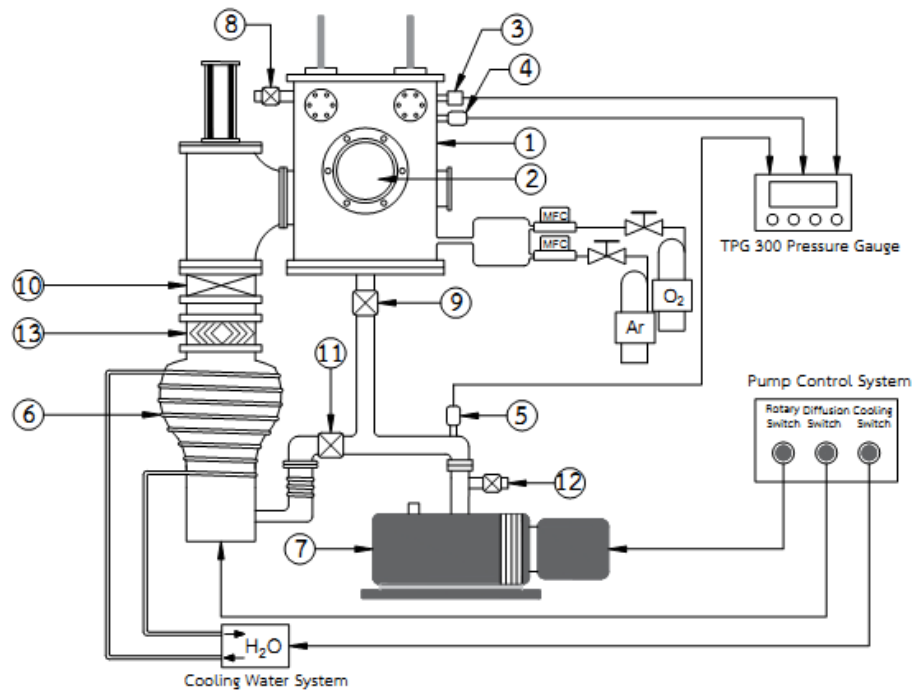 8
3
4
1
2
MFC
MFC
TPG 300 Pressure Gauge
O₂
Ar
10
9
13
11
6
5
Pump Control System
Rotary Switch
Diffusion Switch
Cooling Switch
12
7
H₂O
Cooling Water System